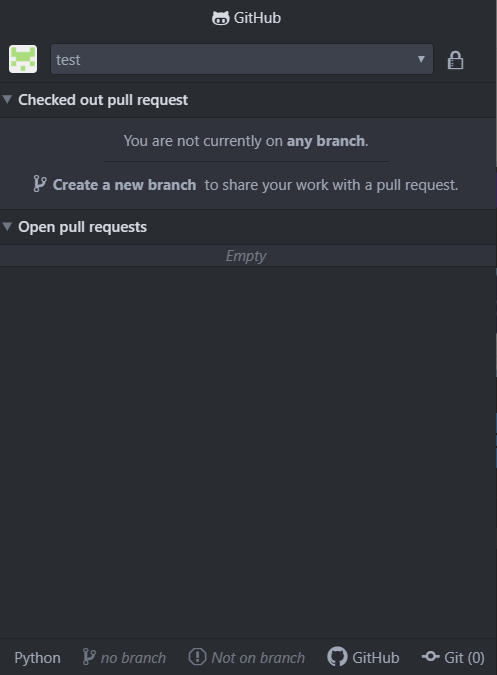 GitHub
test
Checked out pull request
You are not currently on any branch.
Create a new branch to share your work with a pull request.
Open pull requests
Empty
Python no branch Not on branch GitHub Git (0)